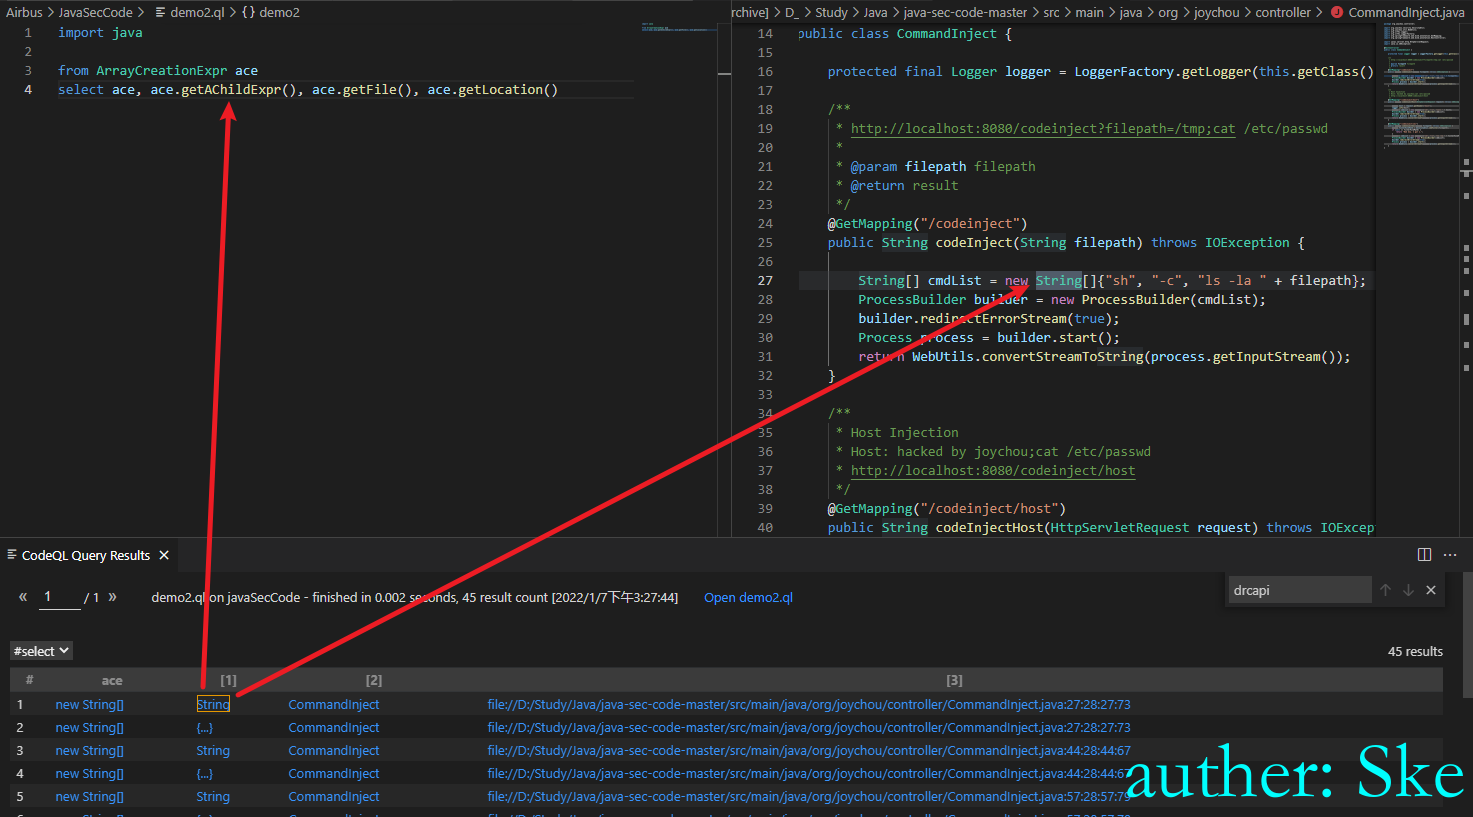 Airbus > JavaSecCode > demo2.ql > {} demo2
1 import java
2
3 from ArrayCreationExpr ace
4 select ace, ace.getAChildExpr(), ace.getFile(), ace.getLocation()
rchive] > D_ > Study > Java > java-sec-code-master > src > main > java > org > joychou > controller > CommandInject.java
14 public class CommandInject {
15
16 protected final Logger logger = LoggerFactory.getLogger(this.getClass()
17
18 /**
19 * http://localhost:8080/codeinject?filepath=/tmp;cat /etc/passwd
20 *
21 * @param filepath filepath
22 * @return result
23 */
24 @GetMapping("/codeinject")
25 public String codeInject(String filepath) throws IOException {
26
27 String[] cmdList = new String[]{"sh", "-c", "ls -la " + filepath};
28 ProcessBuilder builder = new ProcessBuilder(cmdList);
29 builder.redirectErrorStream(true);
30 Process process = builder.start();
31 return WebUtils.convertStreamToString(process.getInputStream());
32 }
33
34 /**
35 * Host Injection
36 * Host: hacked by joychou;cat /etc/passwd
37 * http://localhost:8080/codeinject/host
38 */
39 @GetMapping("/codeinject/host")
40 public String codeInjectHost(HttpServletRequest request) throws IOExcep
CodeQL Query Results
« 1 / 1 » demo2.ql on javaSecCode - finished in 0.002 seconds, 45 result count [2022/1/7下午3:27:44] Open demo2.ql
drcapi
#select 45 results
# ace [1] [2] [3]
1 new String[] String CommandInject file://D:/Study/Java/java-sec-code-master/src/main/java/org/joychou/controller/CommandInject.java:27:28:27:73
2 new String[] {...} CommandInject file://D:/Study/Java/java-sec-code-master/src/main/java/org/joychou/controller/CommandInject.java:27:28:27:73
3 new String[] String CommandInject file://D:/Study/Java/java-sec-code-master/src/main/java/org/joychou/controller/CommandInject.java:44:28:44:67
4 new String[] {...} CommandInject file://D:/Study/Java/java-sec-code-master/src/main/java/org/joychou/controller/CommandInject.java:44:28:44:67
5 new String[] String CommandInject file://D:/Study/Java/java-sec-code-master/src/main/java/org/joychou/controller/CommandInject.java:57:28:57:79
auther: Ske